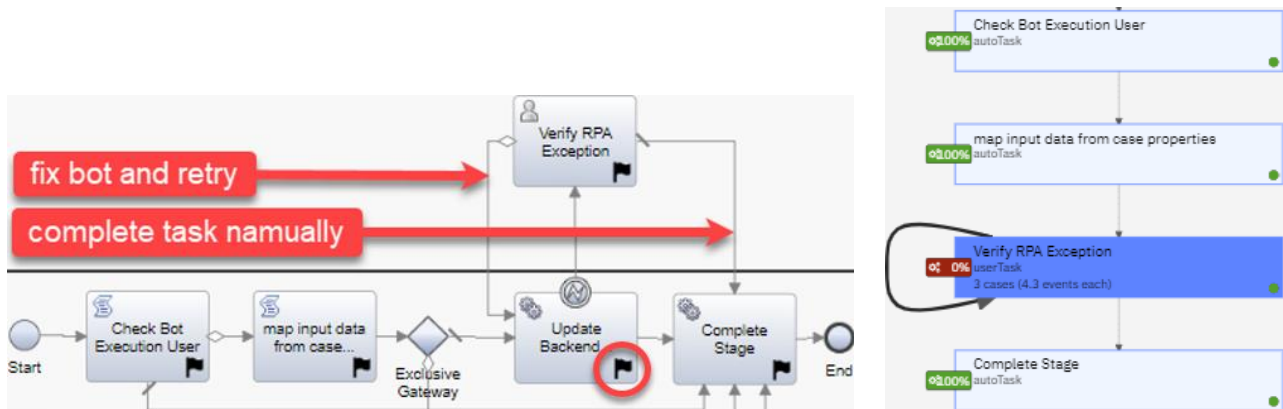 fix bot and retry
complete task namually
Verify RPA
Exception
Start
Check Bot
Execution User
map input data
from case...
Exclusive
Gateway
Update
Backend
Complete
Stage
End
Check Bot Execution User
100% autoTask
map input data from case properties
100% autoTask
Verify RPA Exception
0% userTask
3 cases (4.3 events each)
Complete Stage
100% autoTask